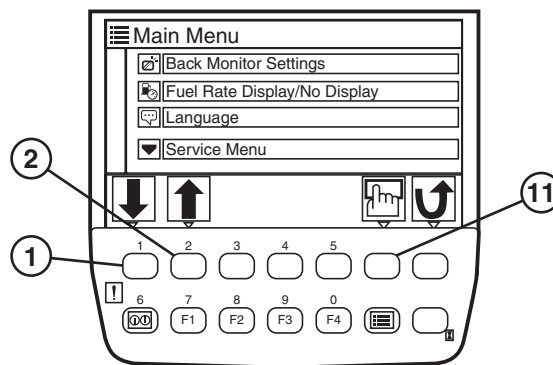 Main Menu
Back Monitor Settings
Fuel Rate Display/No Display
Language
Service Menu
2
11
1
1 2 3 4 5
!
6 7 8 9 0
F1 F2 F3 F4